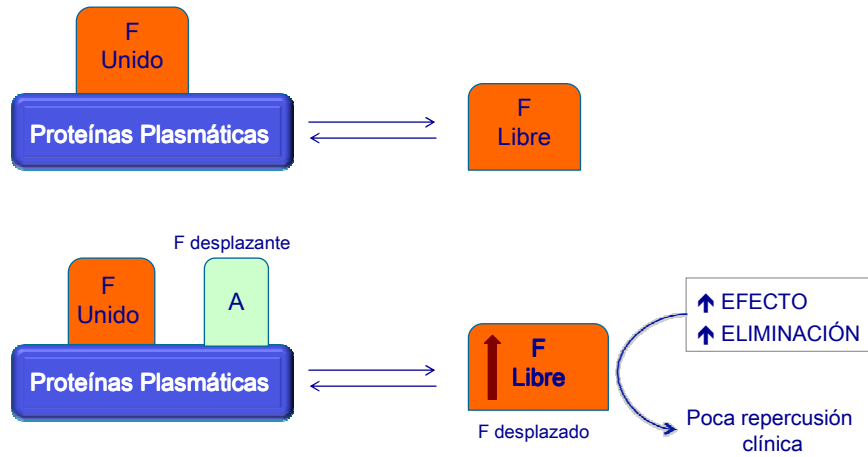 F
Unido
Proteínas Plasmáticas
F
Libre
F desplazante
F
Unido
A
Proteínas Plasmáticas
F
Libre
F desplazado
↑ EFECTO
↑ ELIMINACIÓN
Poca repercusión
clínica